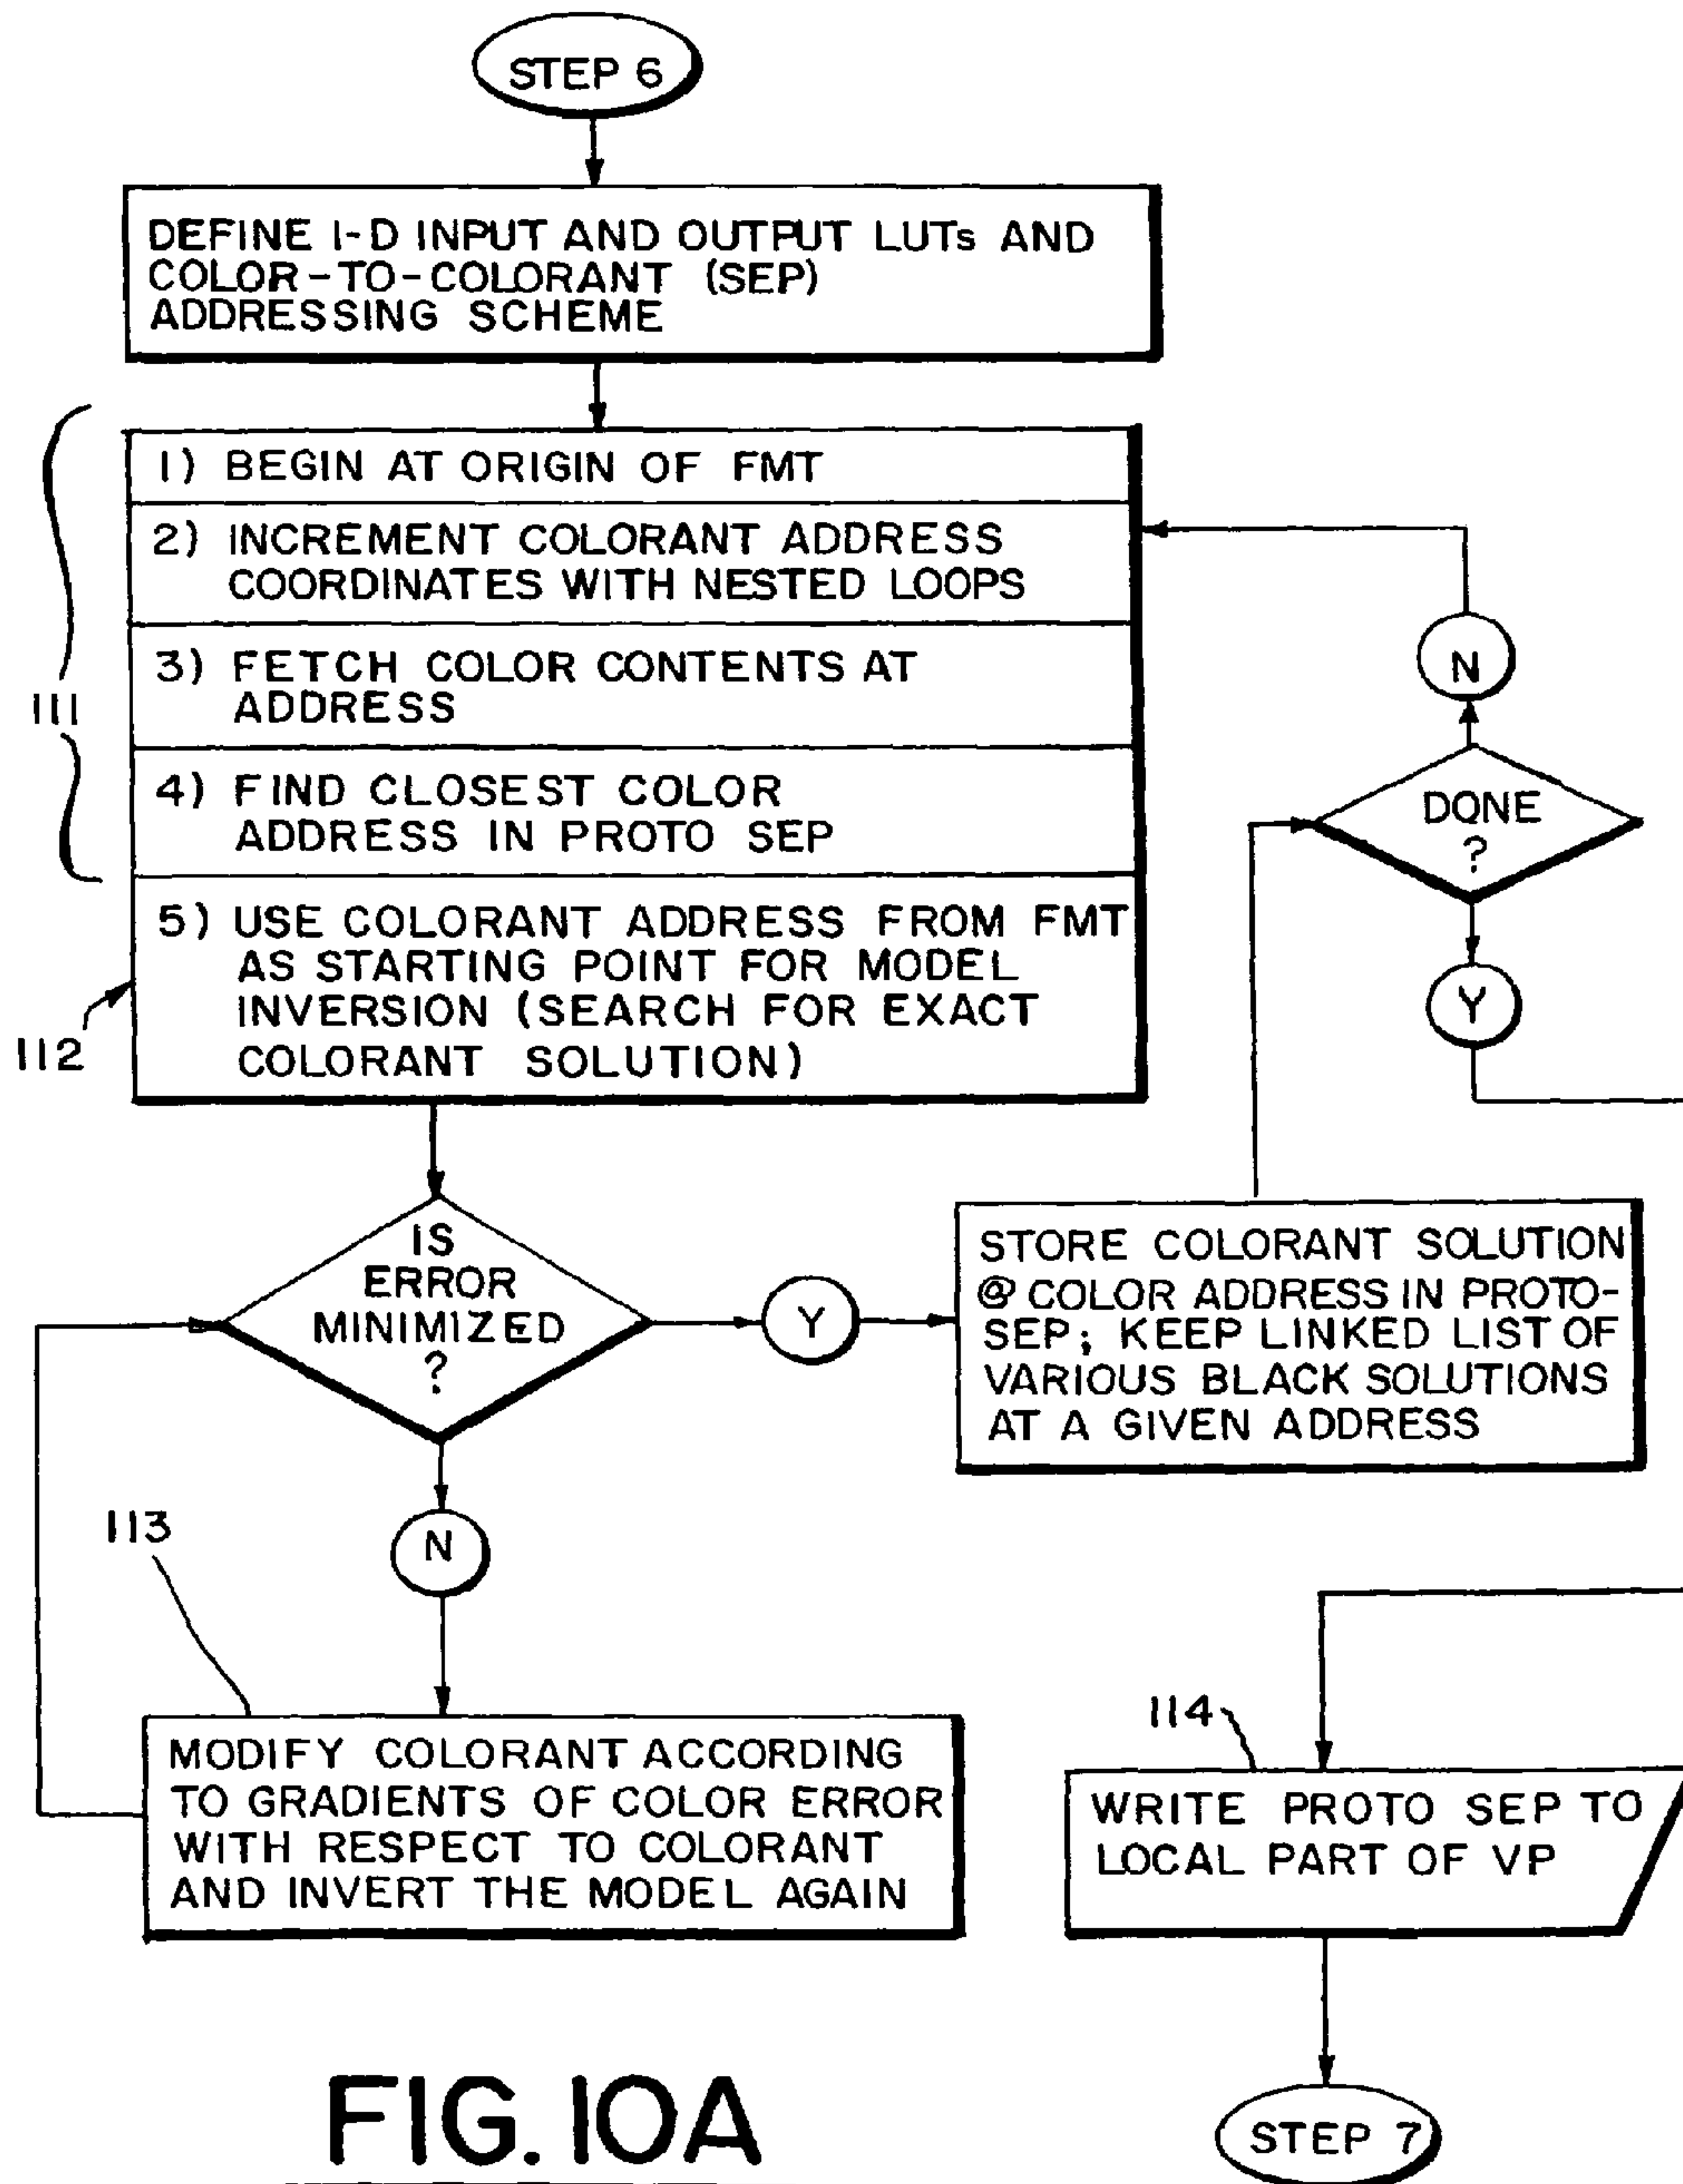 STEP 6
DEFINE 1-D INPUT AND OUTPUT LUTs AND
COLOR-TO-COLORANT (SEP)
ADDRESSING SCHEME
1) BEGIN AT ORIGIN OF FMT
2) INCREMENT COLORANT ADDRESS
COORDINATES WITH NESTED LOOPS
3) FETCH COLOR CONTENTS AT
ADDRESS
4) FIND CLOSEST COLOR
ADDRESS IN PROTO SEP
5) USE COLORANT ADDRESS FROM FMT
AS STARTING POINT FOR MODEL
INVERSION (SEARCH FOR EXACT
COLORANT SOLUTION)
111
112
N
DONE
?
Y
IS
ERROR
MINIMIZED
?
Y
STORE COLORANT SOLUTION
@ COLOR ADDRESS IN PROTO-
SEP; KEEP LINKED LIST OF
VARIOUS BLACK SOLUTIONS
AT A GIVEN ADDRESS
N
113
MODIFY COLORANT ACCORDING
TO GRADIENTS OF COLOR ERROR
WITH RESPECT TO COLORANT
AND INVERT THE MODEL AGAIN
114
WRITE PROTO SEP TO
LOCAL PART OF VP
STEP 7
FIG. 10A